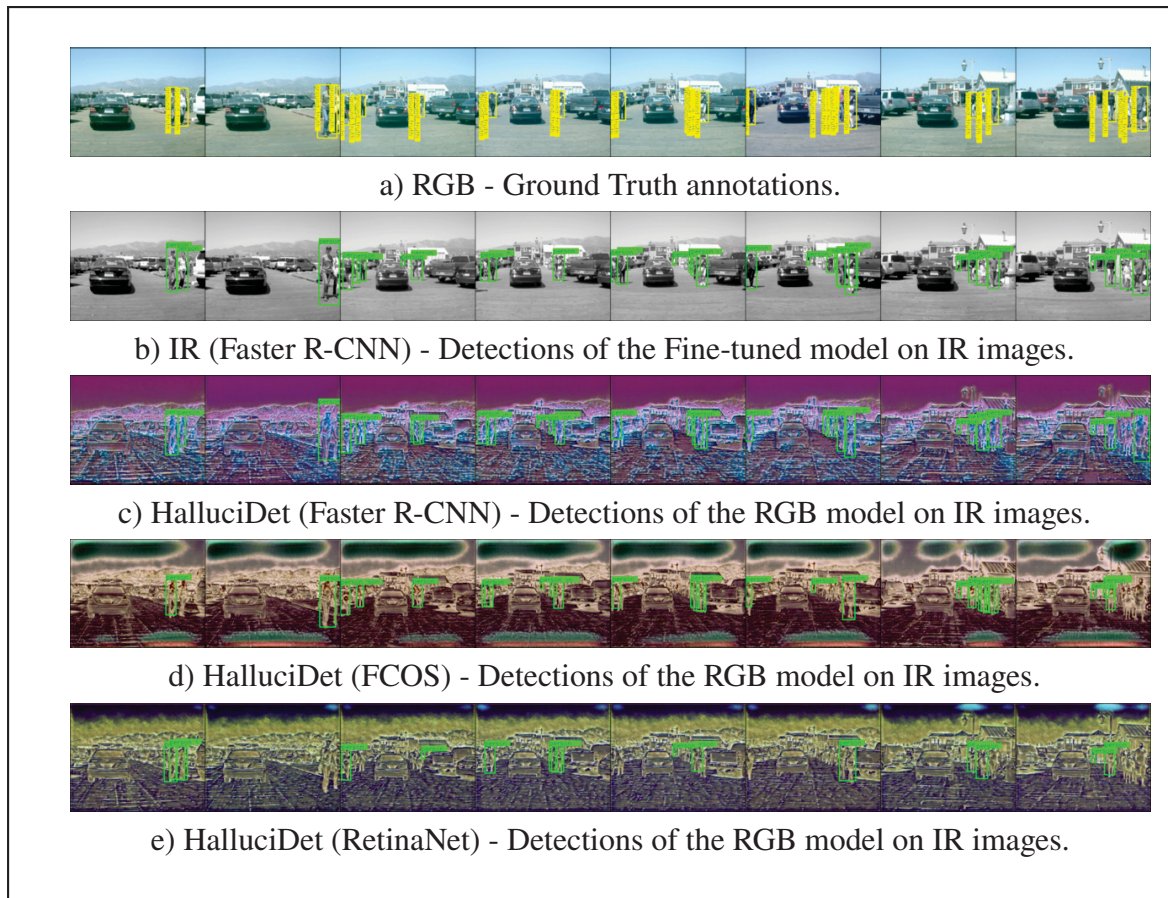 a) RGB - Ground Truth annotations.
b) IR (Faster R-CNN) - Detections of the Fine-tuned model on IR images.
c) HalluciDet (Faster R-CNN) - Detections of the RGB model on IR images.
d) HalluciDet (FCOS) - Detections of the RGB model on IR images.
e) HalluciDet (RetinaNet) - Detections of the RGB model on IR images.